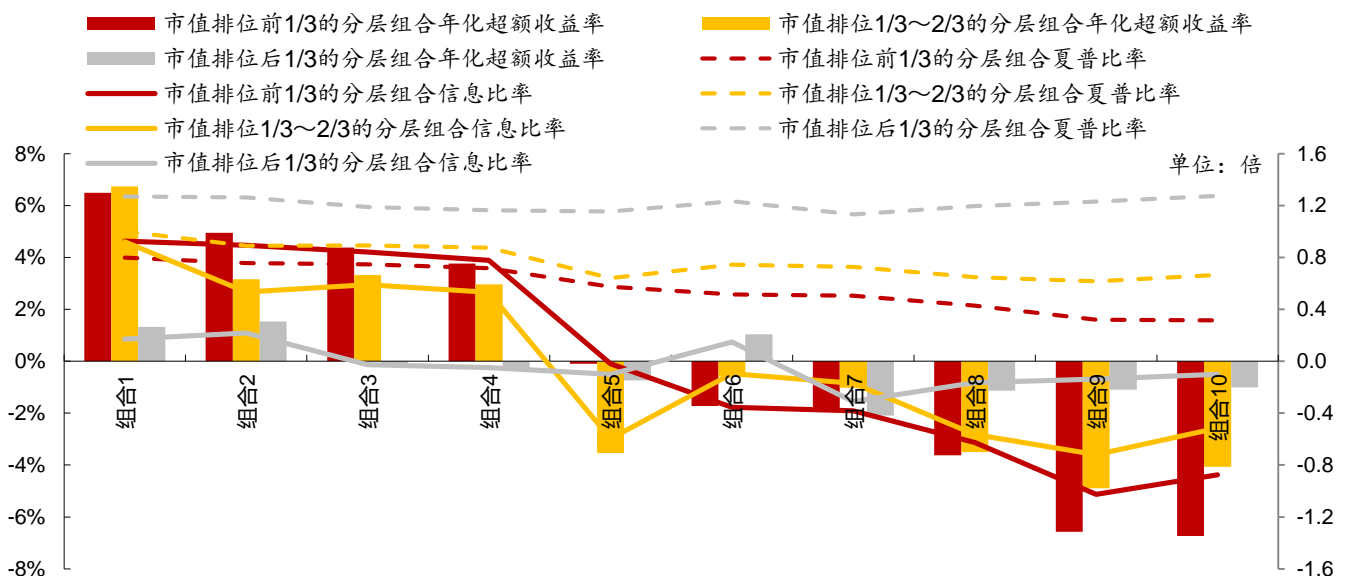 市值排位前1/3的分层组合年化超额收益率
市值排位1/3～2/3的分层组合年化超额收益率
市值排位后1/3的分层组合年化超额收益率
市值排位前1/3的分层组合夏普比率
市值排位前1/3的分层组合信息比率
市值排位1/3～2/3的分层组合夏普比率
市值排位1/3～2/3的分层组合信息比率
市值排位后1/3的分层组合夏普比率
市值排位后1/3的分层组合信息比率
单位：倍
8%
6%
4%
2%
0%
-2%
-4%
-6%
-8%
1.6
1.2
0.8
0.4
0.0
-0.4
-0.8
-1.2
-1.6
组合1
组合2
组合3
组合4
组合5
组合6
组合7
组合8
组合9
组合10